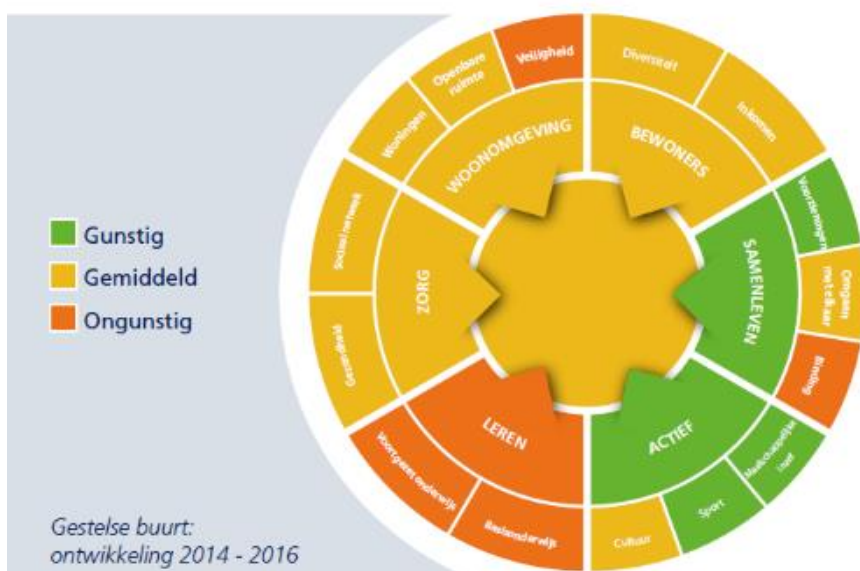 Veiligheid
Diversiteit
Openbare
ruimte
Inkomen
Woningen
WOONOMGEVING
BEWONERS
Voorzieningen
Sociaal netwerk
Gunstig
Gemiddeld
Ongunstig
ZORG
SAMENLEVEN
Omgaan
met elkaar
Gezondheid
Binding
LEREN
ACTIEF
Maatschappelijke
inzet
Voortgezet onderwijs
Basisonderwijs
Cultuur
Sport
Gestelse buurt:
ontwikkeling 2014 - 2016